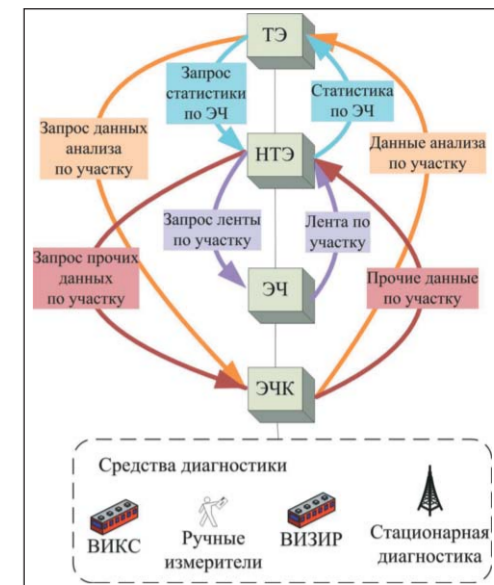 ТЭ
Запрос
статистики
по ЭЧ
Статистика
по ЭЧ
Запрос данных
анализа
по участку
НТЭ
Данные анализа
по участку
Запрос ленты
по участку
Лента по
участку
Запрос прочих
данных
по участку
ЭЧ
Прочие данные
по участку
ЭЧК
Средства диагностики
ВИКС
Ручные
измерители
ВИЗИР
Стационарная
диагностика